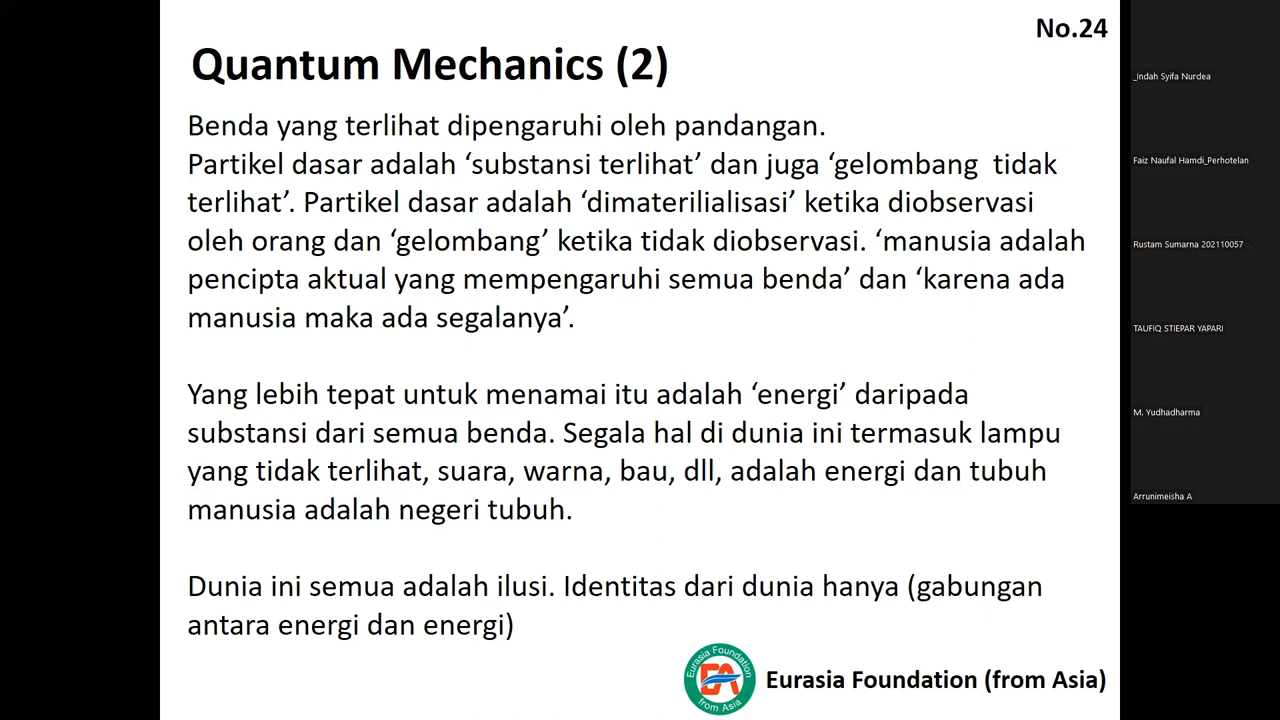 No.24
Quantum Mechanics (2)
Benda yang terlihat dipengaruhi oleh pandangan.
Partikel dasar adalah ‘substansi terlihat’ dan juga ‘gelombang tidak
terlihat’. Partikel dasar adalah ‘dimaterilialisasi’ ketika diobservasi
oleh orang dan ‘gelombang’ ketika tidak diobservasi. ‘manusia adalah
pencipta aktual yang mempengaruhi semua benda’ dan ‘karena ada
manusia maka ada segalanya’.
Yang lebih tepat untuk menamai itu adalah ‘energi’ daripada
substansi dari semua benda. Segala hal di dunia ini termasuk lampu
yang tidak terlihat, suara, warna, bau, dll, adalah energi dan tubuh
manusia adalah negeri tubuh.
Dunia ini semua adalah ilusi. Identitas dari dunia hanya (gabungan
antara energi dan energi)
Eurasia Foundation
EA
from Asia
Eurasia Foundation (from Asia)
_Indah Syifa Nurdea
Faiz Naufal Hamdi_Perhotelan
Rustam Sumarna 202110057
TAUFIQ STIEPAR YAPARI
M. Yudhadharma
Arrunimeisha A